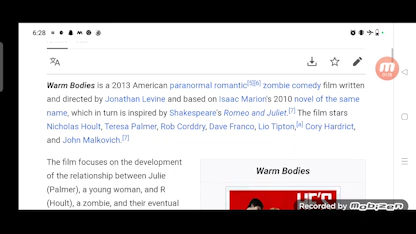 6:28
Warm Bodies is a 2013 American paranormal romantic[5][6] zombie comedy film written
and directed by Jonathan Levine and based on Isaac Marion's 2010 novel of the same
name, which in turn is inspired by Shakespeare's Romeo and Juliet.[7] The film stars
Nicholas Hoult, Teresa Palmer, Rob Corddry, Dave Franco, Lio Tipton,[a] Cory Hardrict,
and John Malkovich.[7]
The film focuses on the development
of the relationship between Julie
(Palmer), a young woman, and R
(Hoult), a zombie, and their eventual
Warm Bodies
HE'S
Recorded by MOBIZEN